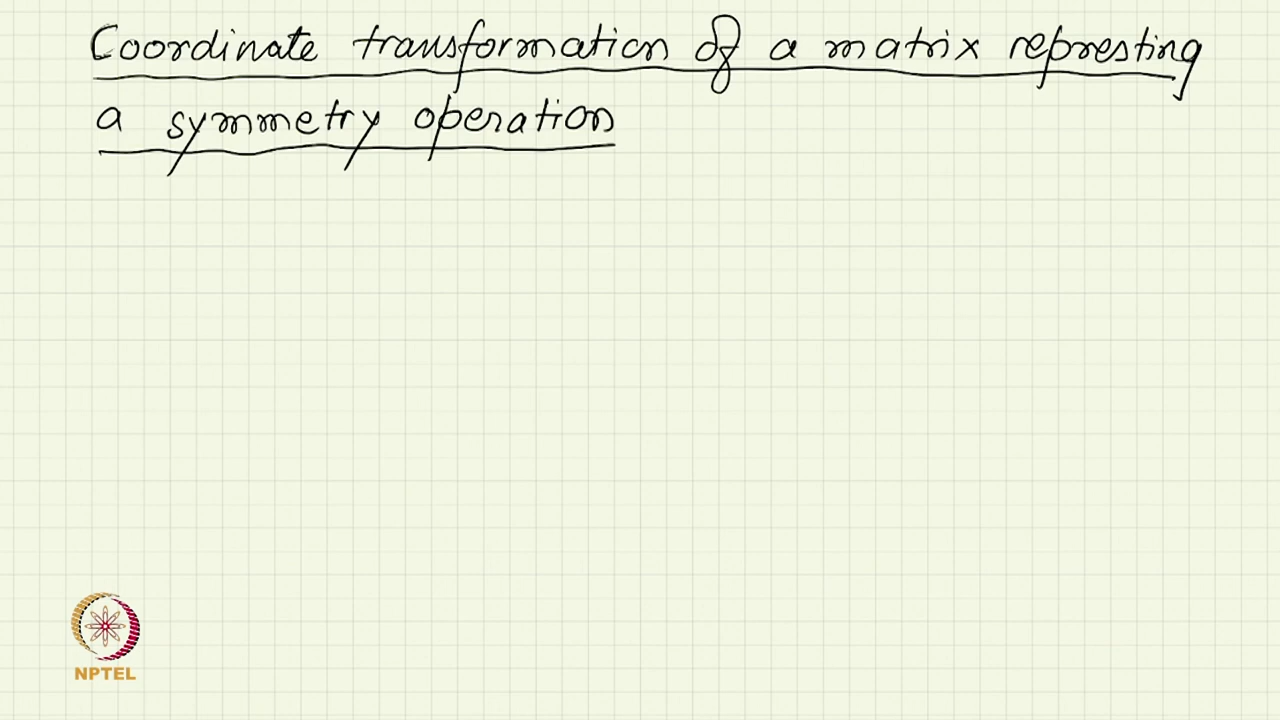 Coordinate transformation of a matrix represting
a symmetry operation
NPTEL